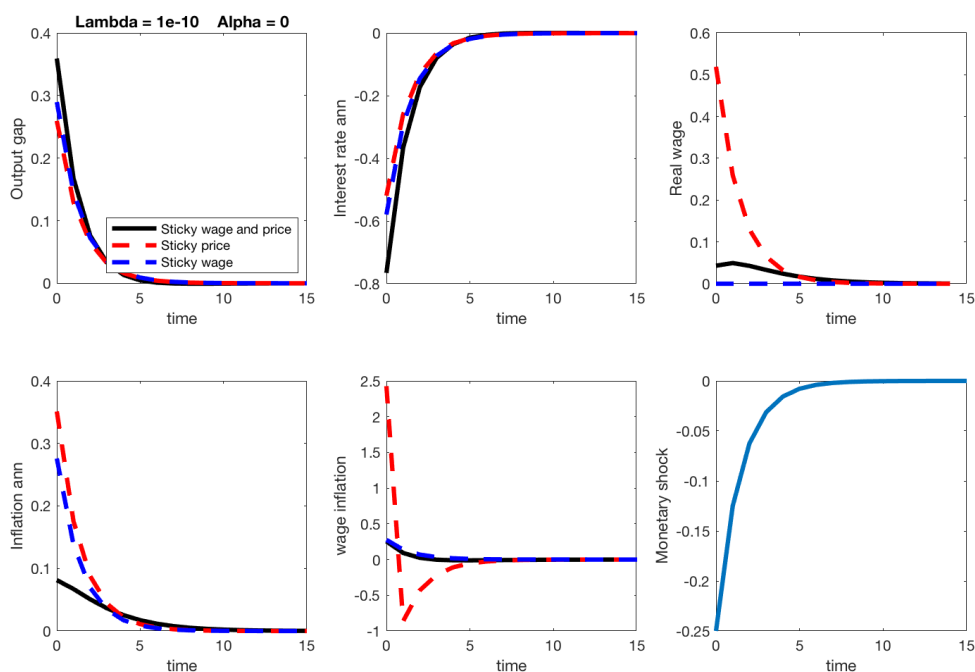 Lambda = 1e-10 Alpha = 0
Output gap
0.4
0.3
0.2
0.1
0
0 5 10 15
time
Sticky wage and price
Sticky price
Sticky wage
Interest rate ann
0
-0.2
-0.4
-0.6
-0.8
0 5 10 15
time
Real wage
0.6
0.5
0.4
0.3
0.2
0.1
0
0 5 10 15
time
Inflation ann
0.4
0.3
0.2
0.1
0
0 5 10 15
time
wage inflation
2.5
2
1.5
1
0.5
0
-0.5
-1
0 5 10 15
time
Monetary shock
0
-0.05
-0.1
-0.15
-0.2
-0.25
0 5 10 15
time